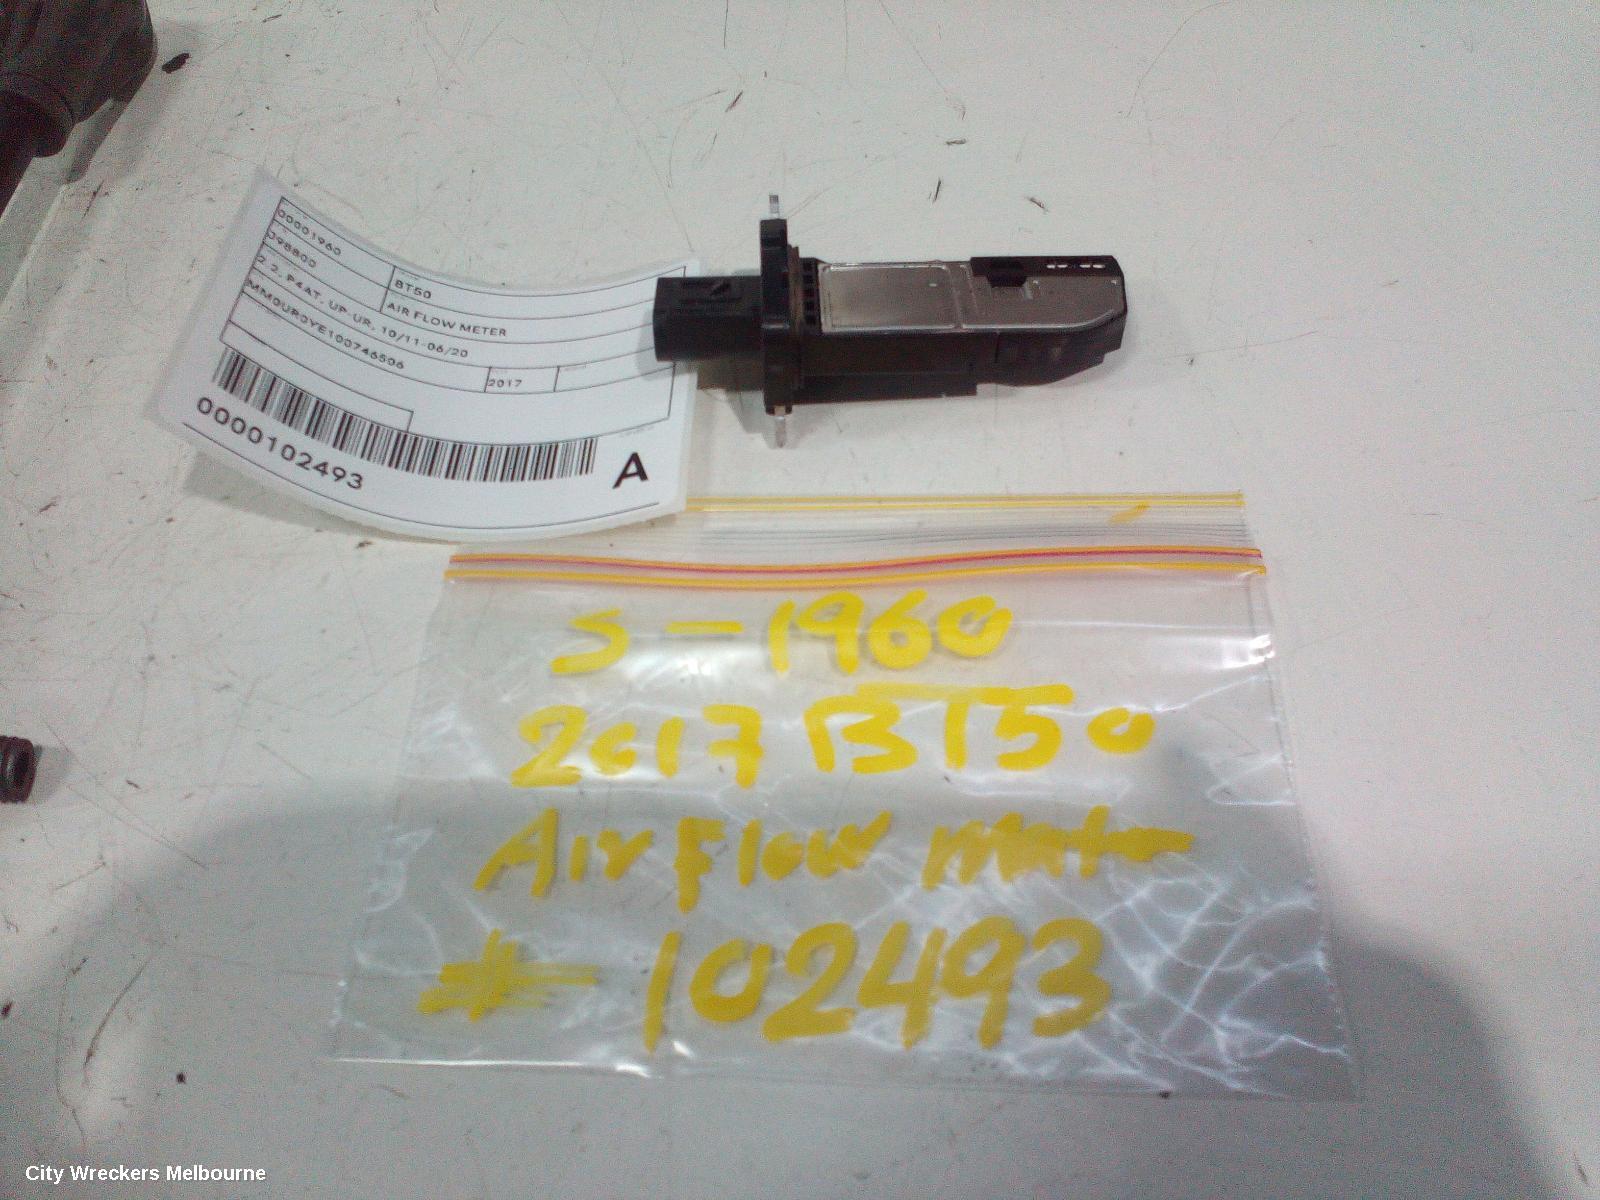 00001960
J98800
BT50
AIR FLOW METER
2.2, P4AT, UP-UR, 10/11-06/20
MM0UR0YE100746506
2017
0000102493
A
S-1960
2017 BT50
Air Flow Meter
# 102493
City Wreckers Melbourne